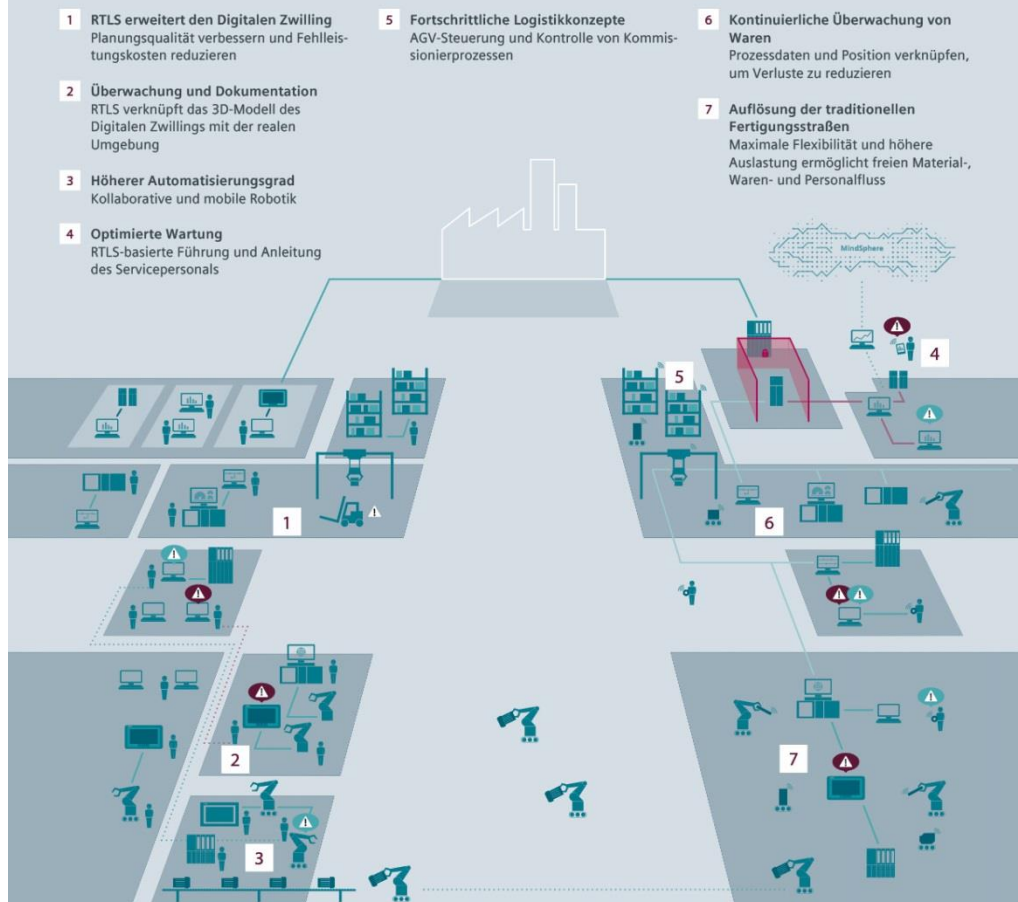 1 RTLS erweitert den Digitalen Zwilling
Planungsqualität verbessern und Fehlleis-
tungskosten reduzieren
2 Überwachung und Dokumentation
RTLS verknüpft das 3D-Modell des
Digitalen Zwillings mit der realen
Umgebung
3 Höherer Automatisierungsgrad
Kollaborative und mobile Robotik
4 Optimierte Wartung
RTLS-basierte Führung und Anleitung
des Servicepersonals
5 Fortschrittliche Logistikkonzepte
AGV-Steuerung und Kontrolle von Kommis-
sionierprozessen
6 Kontinuierliche Überwachung von
Waren
Prozessdaten und Position verknüpfen,
um Verluste zu reduzieren
7 Auflösung der traditionellen
Fertigungsstraßen
Maximale Flexibilität und höhere
Auslastung ermöglicht freien Material-,
Waren- und Personalfluss
MindSphere
4
5
1
6
2
7
3